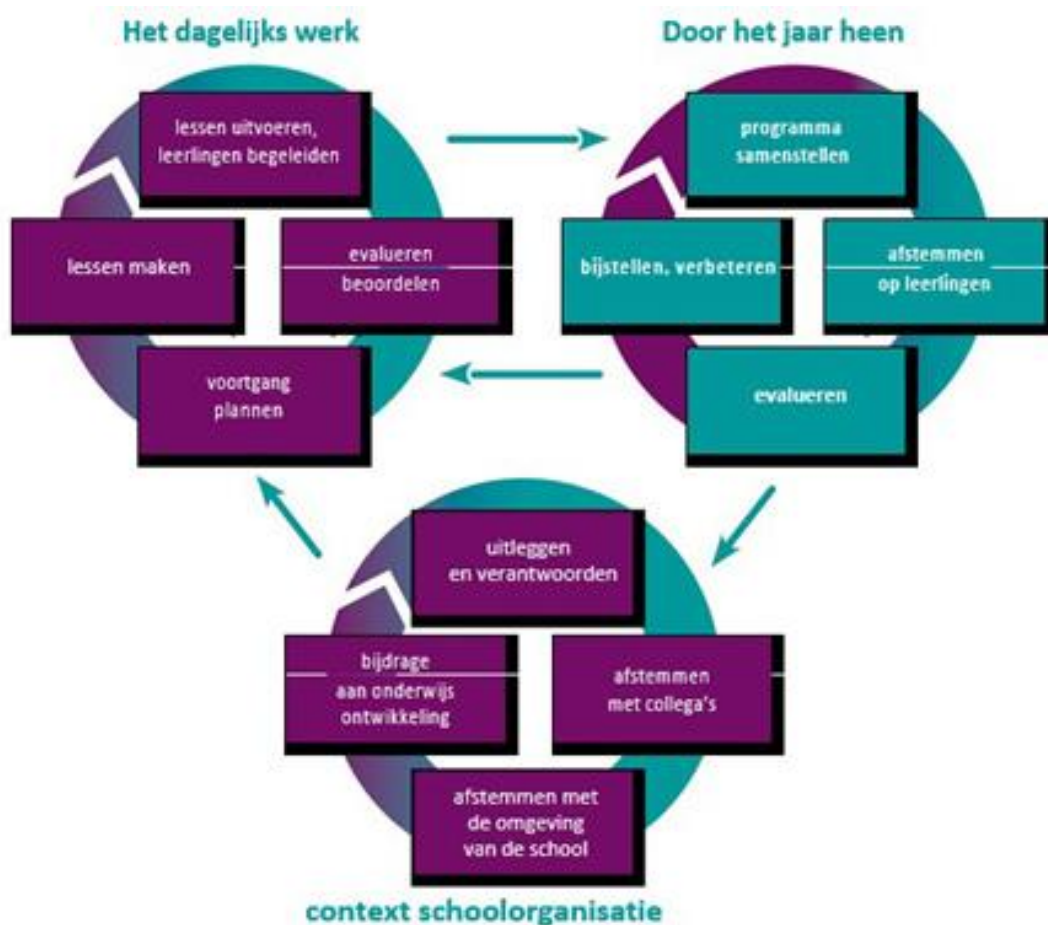 Het dagelijks werk
Door het jaar heen
lessen uitvoeren,
leerlingen begeleiden
lessen maken
evalueren
beoordelen
voortgang
plannen
programma
samenstellen
bijstellen, verbeteren
afstemmen
op leerlingen
evalueren
uitleggen
en verantwoorden
bijdrage
aan onderwijs
ontwikkeling
afstemmen
met collega's
afstemmen met
de omgeving
van de school
context schoolorganisatie